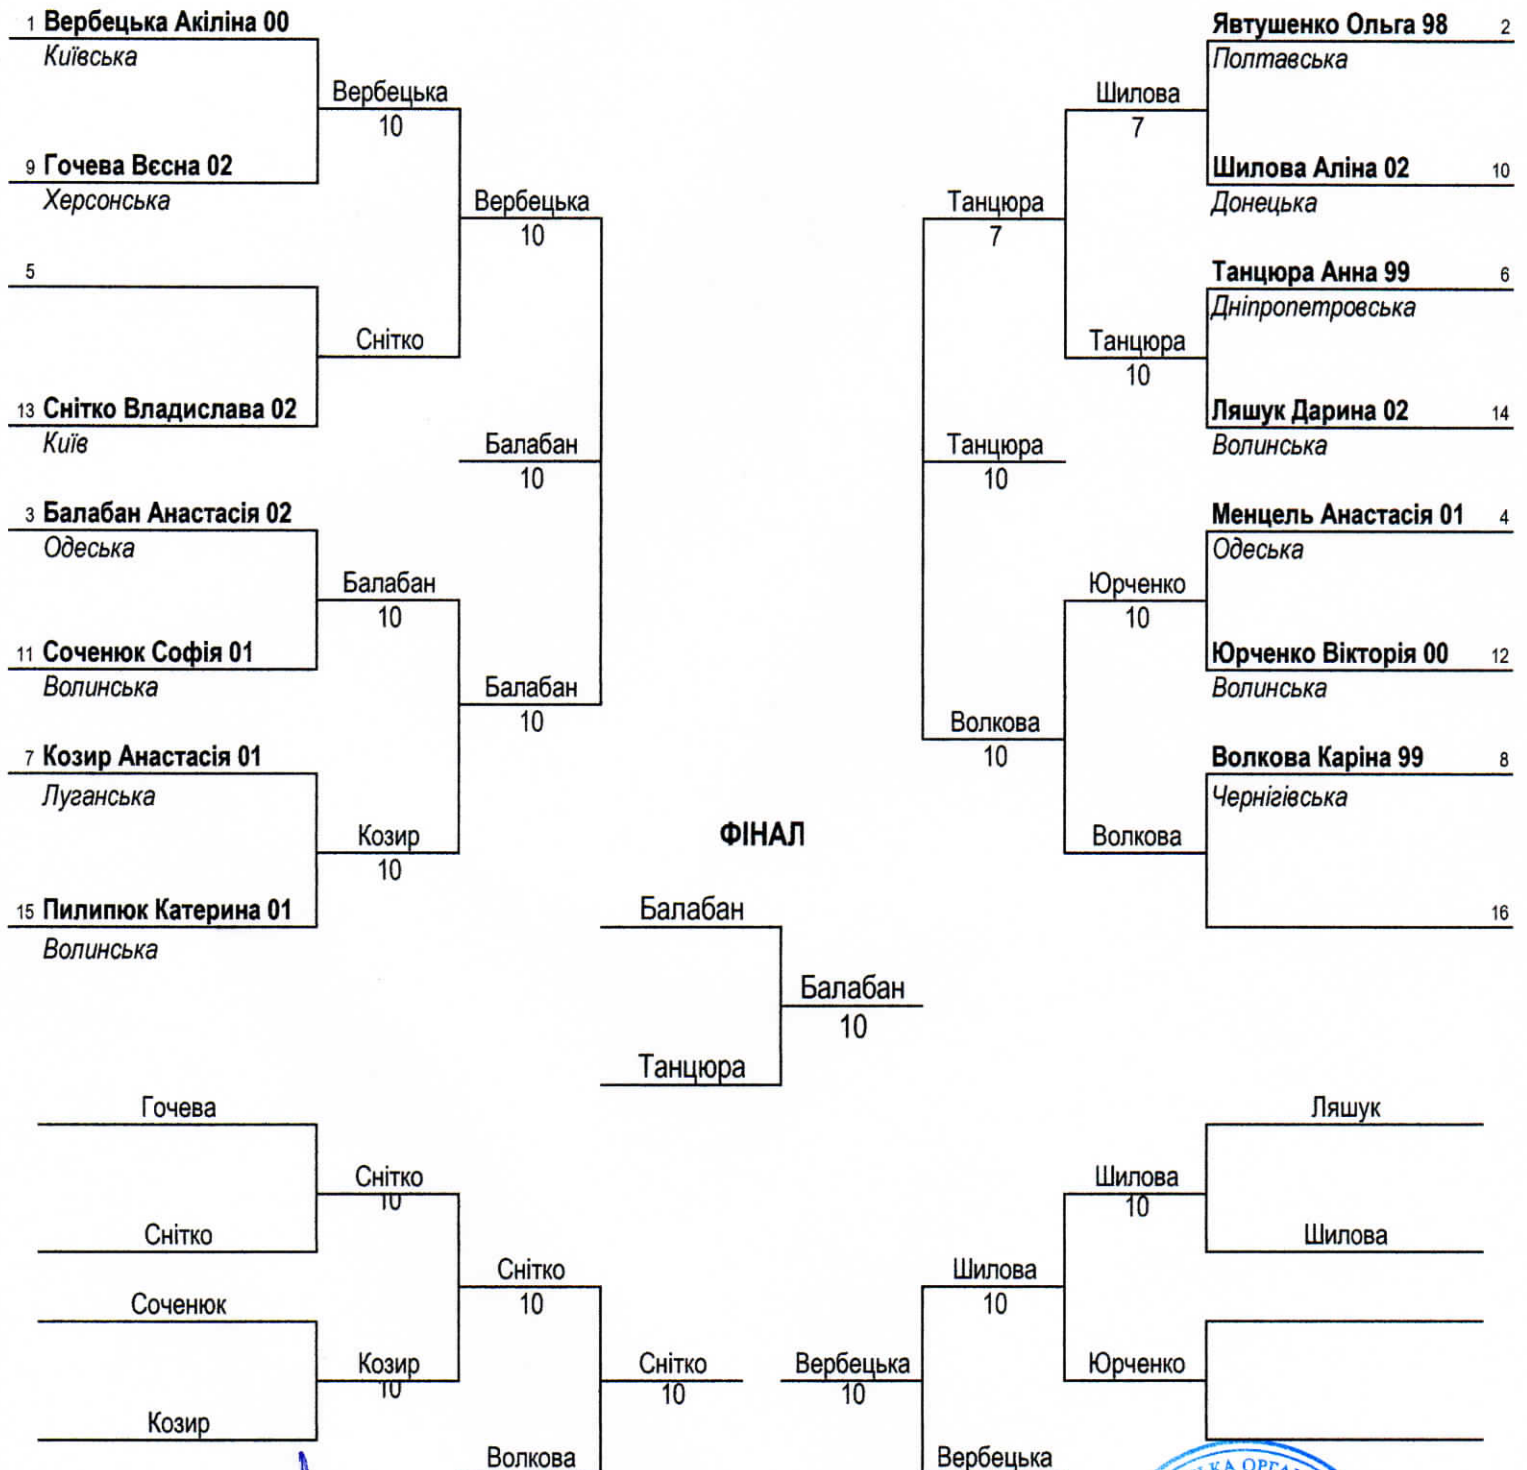 1 Вербецька Акіліна 00
Київська
Вербецька
10
9 Гочева Вєсна 02
Херсонська
Вербецька
10
5
Снітко
13 Снітко Владислава 02
Київ
Балабан
10
3 Балабан Анастасія 02
Одеська
Балабан
10
11 Соченюк Софія 01
Волинська
Балабан
10
7 Козир Анастасія 01
Луганська
Козир
10
15 Пилипюк Катерина 01
Волинська
Явтушенко Ольга 98 2
Полтавська
Шилова
7
Шилова Аліна 02 10
Донецька
Танцюра
7
Танцюра Анна 99 6
Дніпропетровська
Танцюра
10
Ляшук Дарина 02 14
Волинська
Танцюра
10
Менцель Анастасія 01 4
Одеська
Юрченко
10
Юрченко Вікторія 00 12
Волинська
Волкова
10
Волкова Каріна 99 8
Чернігівська
Волкова
16
ФІНАЛ
Балабан
Балабан
10
Танцюра
Гочева
Снітко
10
Снітко
Снітко
10
Соченюк
Козир
10
Козир
Снітко
10
Волкова
Ляшук
Шилова
10
Шилова
Шилова
10
Юрченко
Вербецька
10
Вербецька